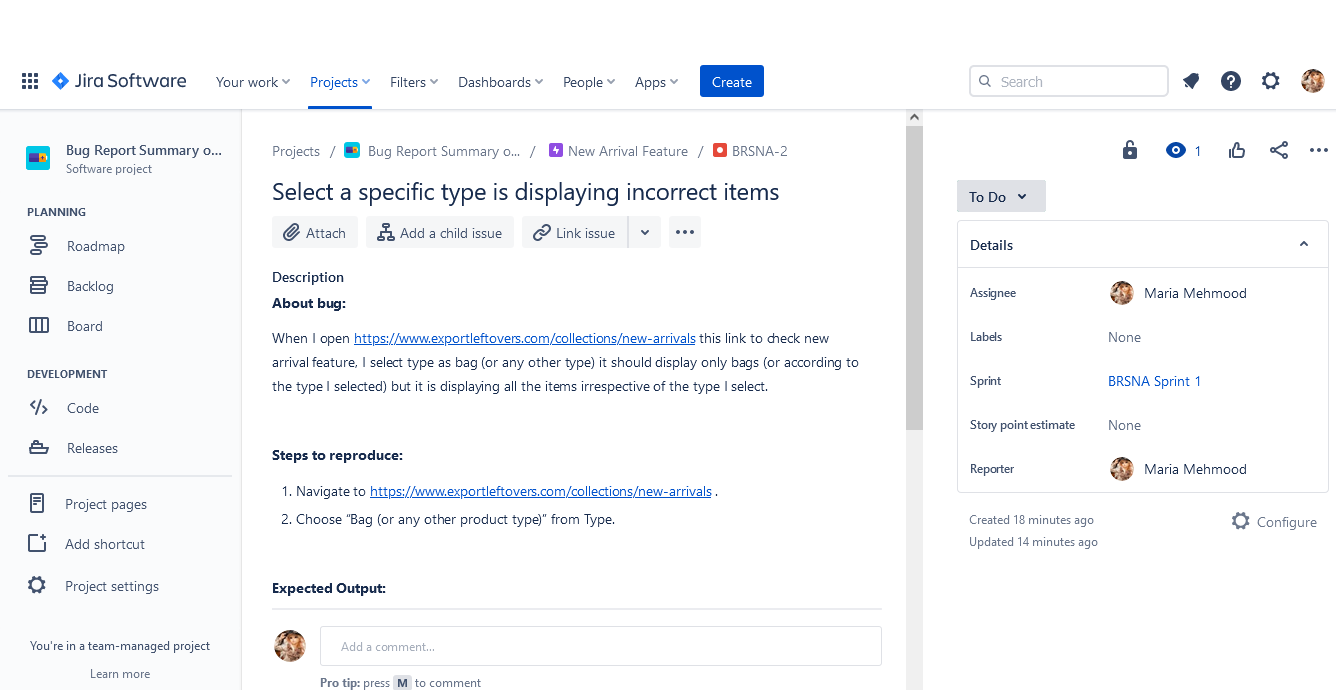 Jira Software Your work Projects Filters Dashboards People Apps Create Search
Bug Report Summary o...
Software project
PLANNING
Roadmap
Backlog
Board
DEVELOPMENT
Code
Releases
Project pages
Add shortcut
Project settings
You're in a team-managed project
Learn more
Projects / Bug Report Summary o... / New Arrival Feature / BRSNA-2
Select a specific type is displaying incorrect items
Attach Add a child issue Link issue
Description
About bug:
When I open https://www.exportleftovers.com/collections/new-arrivals this link to check new
arrival feature, I select type as bag (or any other type) it should display only bags (or according to
the type I selected) but it is displaying all the items irrespective of the type I select.
Steps to reproduce:
1. Navigate to https://www.exportleftovers.com/collections/new-arrivals .
2. Choose “Bag (or any other product type)” from Type.
Expected Output:
Add a comment...
Pro tip: press M to comment
1
To Do
Details
Assignee Maria Mehmood
Labels None
Sprint BRSNA Sprint 1
Story point estimate None
Reporter Maria Mehmood
Created 18 minutes ago
Configure
Updated 14 minutes ago